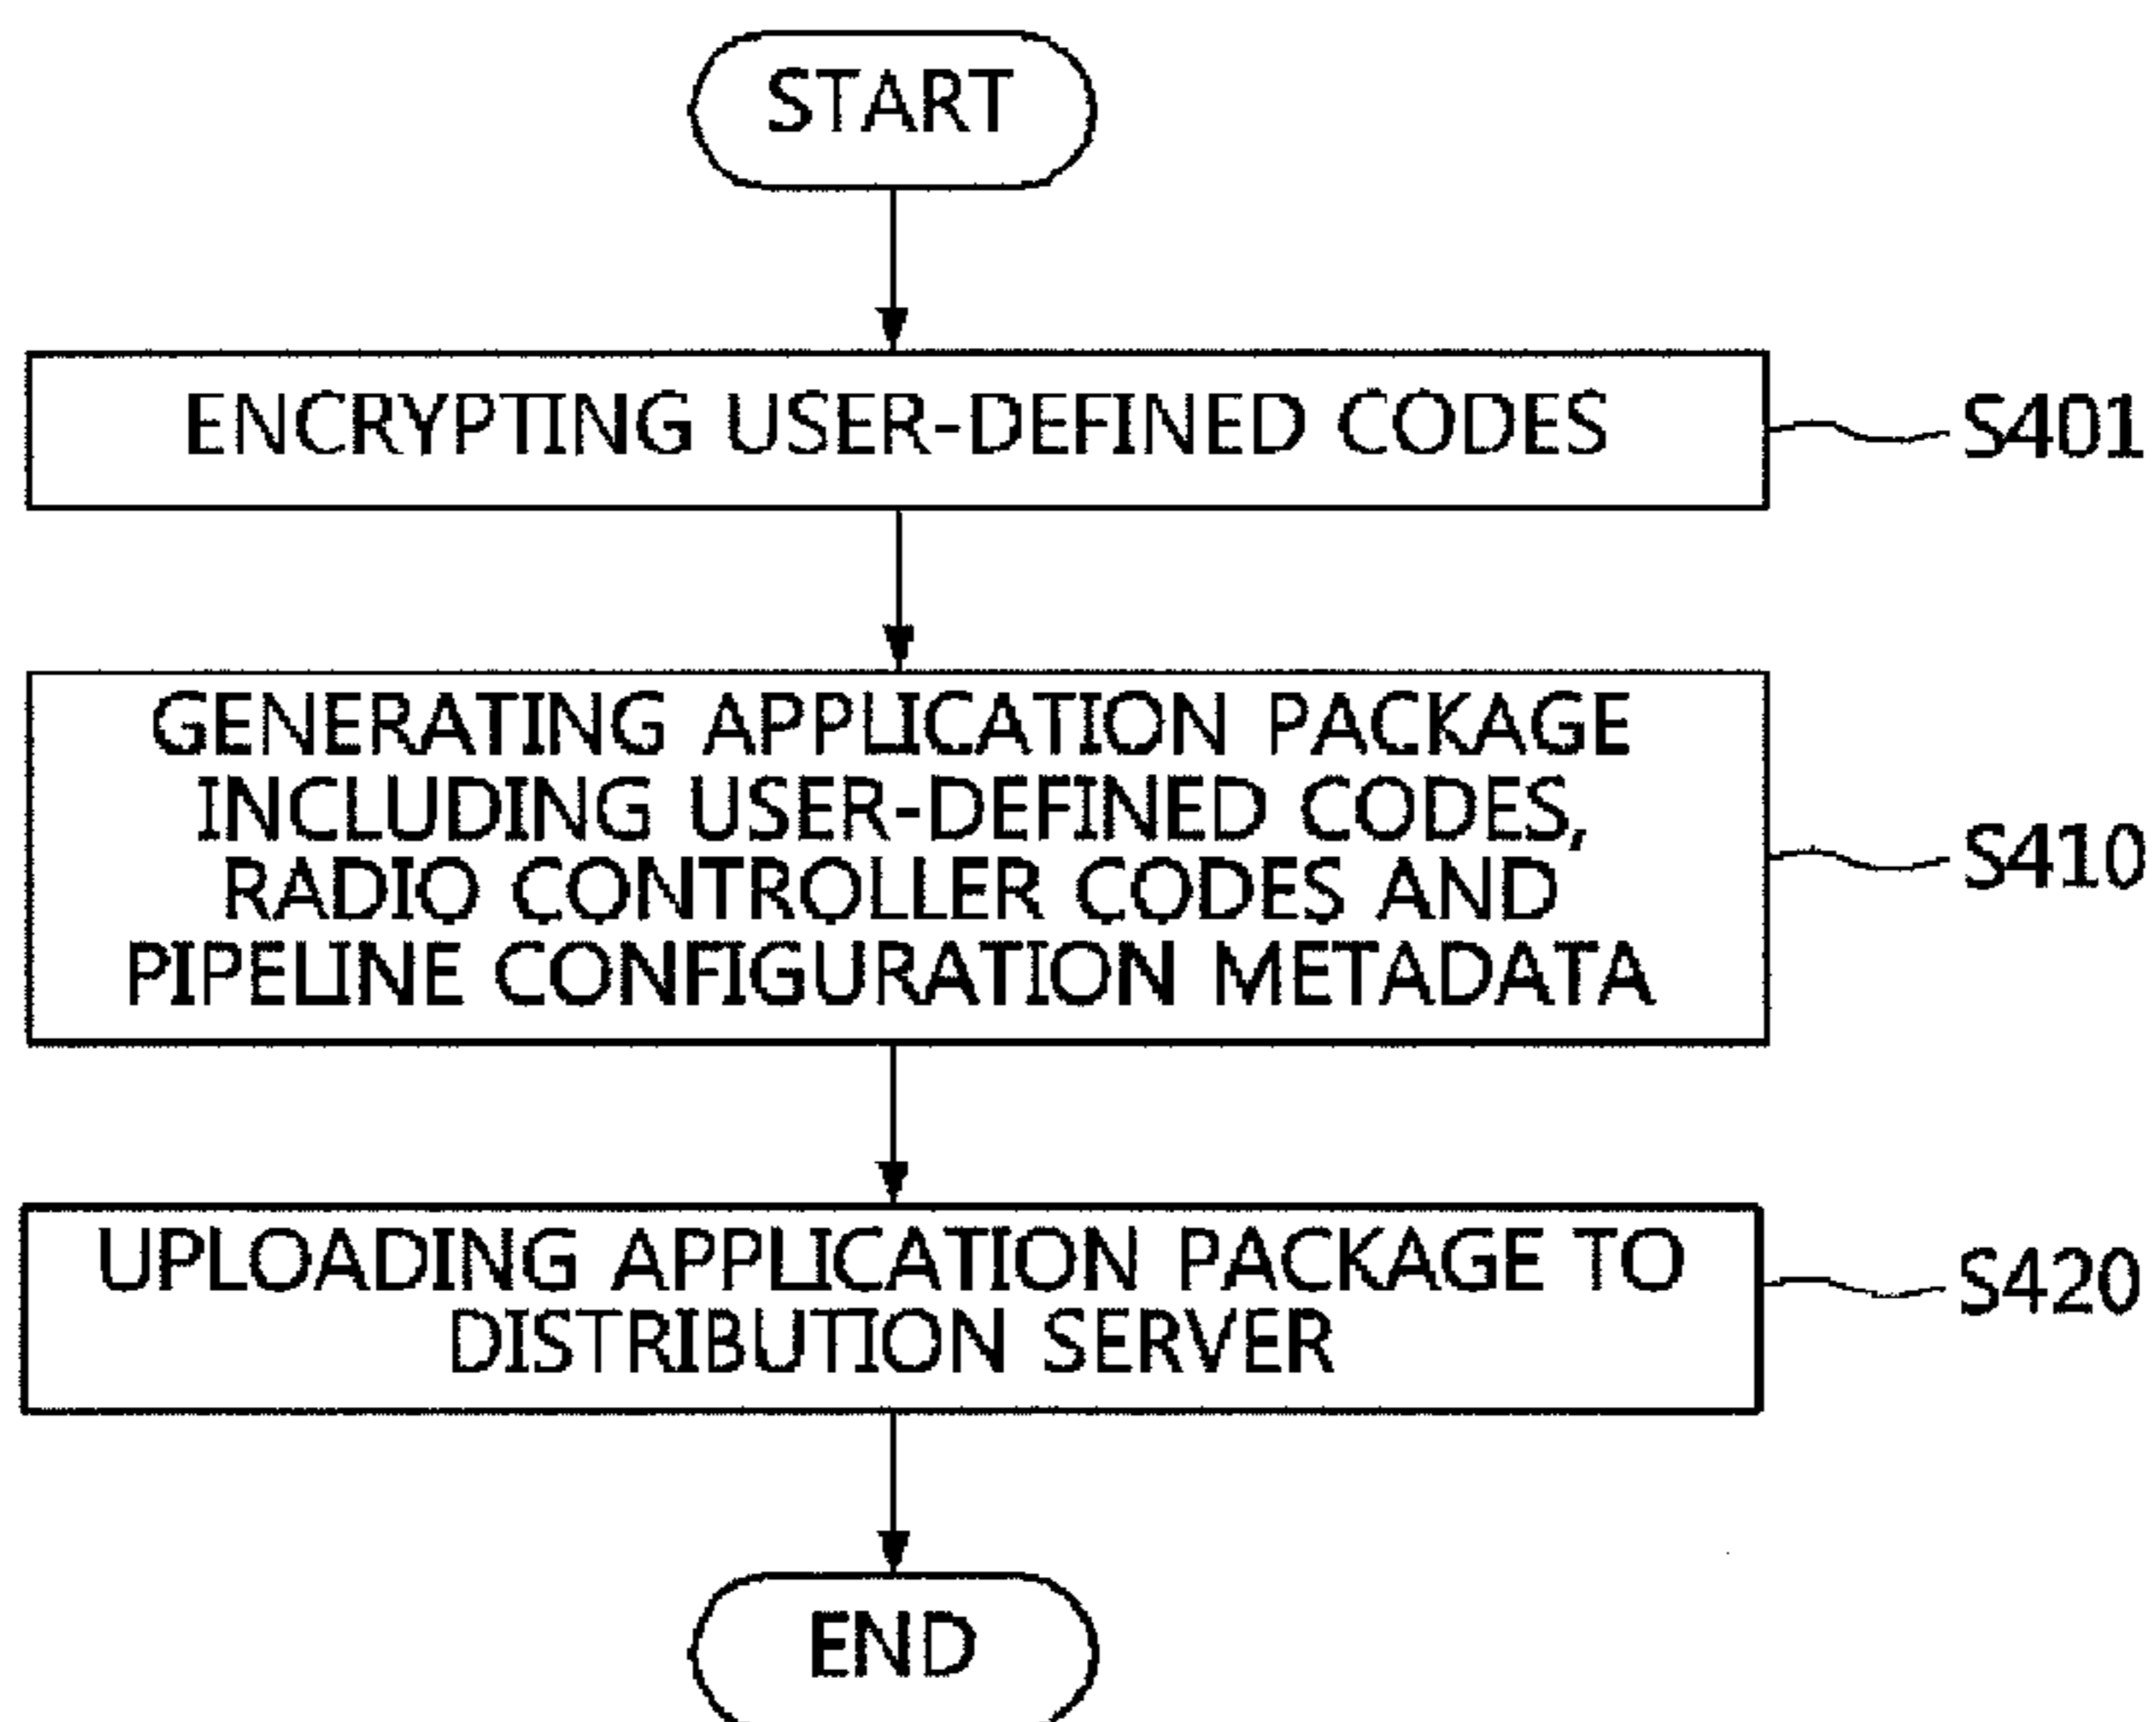 START
ENCRYPTING USER-DEFINED CODES
S401
GENERATING APPLICATION PACKAGE
INCLUDING USER-DEFINED CODES,
RADIO CONTROLLER CODES AND
PIPELINE CONFIGURATION METADATA
S410
UPLOADING APPLICATION PACKAGE TO
DISTRIBUTION SERVER
S420
END